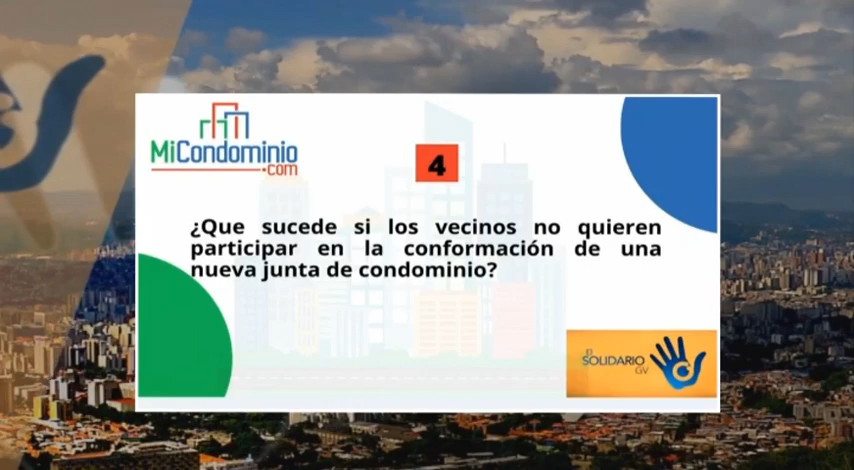 MiCondominio
.com
4
¿Que sucede si los vecinos no quieren
participar en la conformación de una
nueva junta de condominio?
El
SOLIDARIO
GV